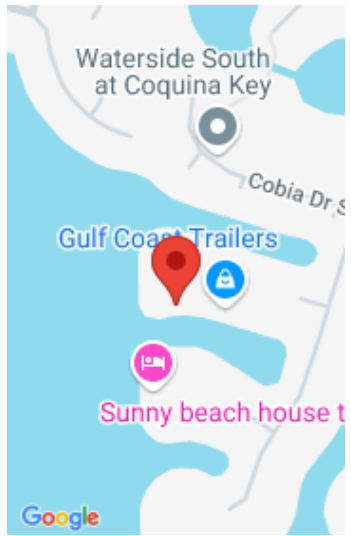 Waterside South
at Coquina Key
Cobia Dr S
Gulf Coast Trailers
Sunny beach house t
Google